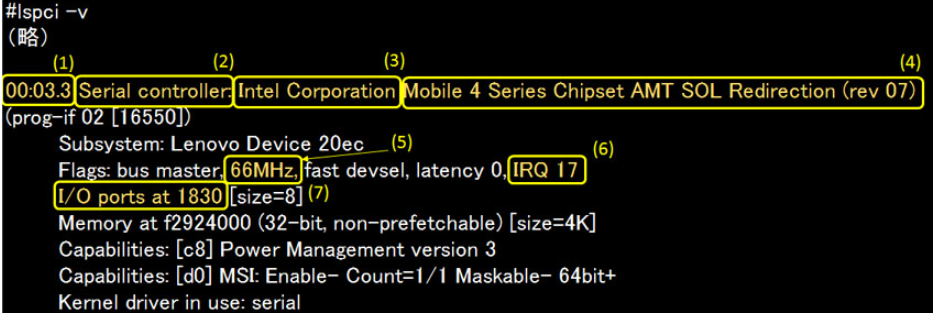 #lspci -v
（略）
(1) (2) (3) (4)
00:03.3 Serial controller: Intel Corporation Mobile 4 Series Chipset AMT SOL Redirection (rev 07)
(prog-if 02 [16550])
Subsystem: Lenovo Device 20ec (5)
Flags: bus master, 66MHz, fast devsel, latency 0, IRQ 17 (6)
I/O ports at 1830 [size=8] (7)
Memory at f2924000 (32-bit, non-prefetchable) [size=4K]
Capabilities: [c8] Power Management version 3
Capabilities: [d0] MSI: Enable- Count=1/1 Maskable- 64bit+
Kernel driver in use: serial